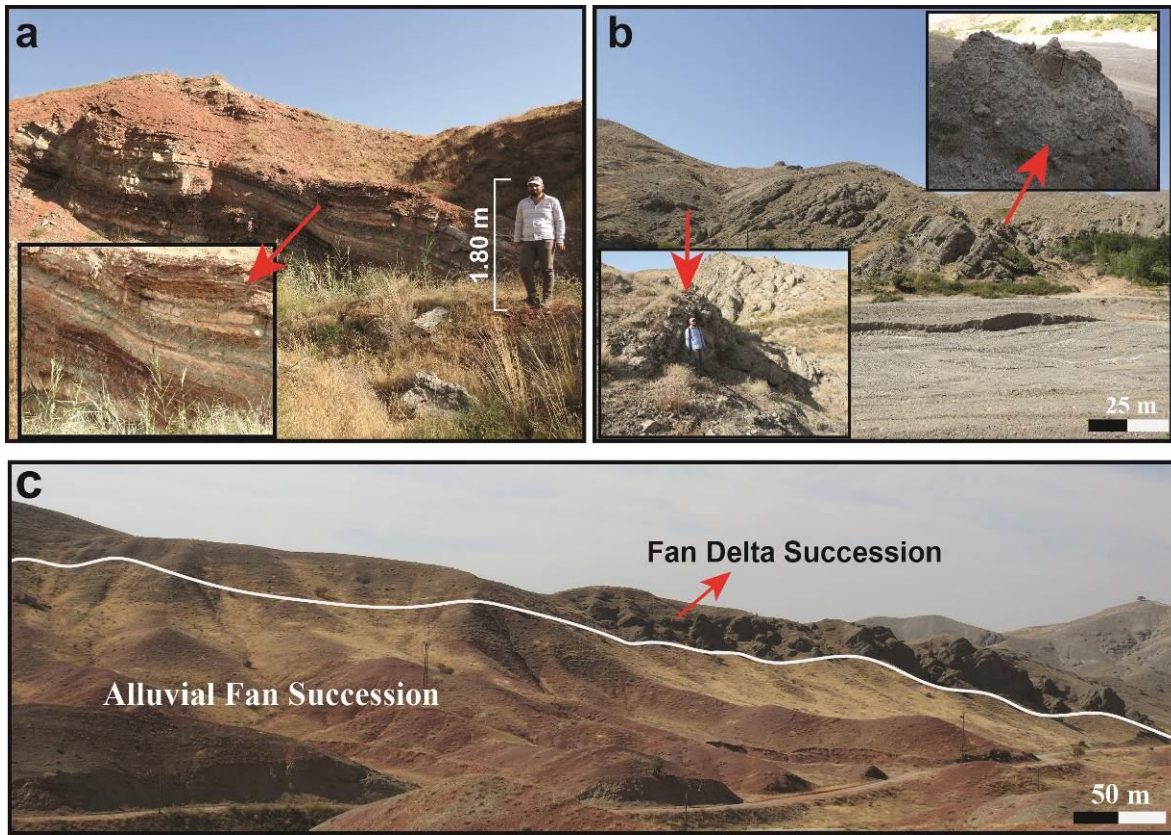 a
1.80 m
b
25 m
c
Fan Delta Succession
Alluvial Fan Succession
50 m